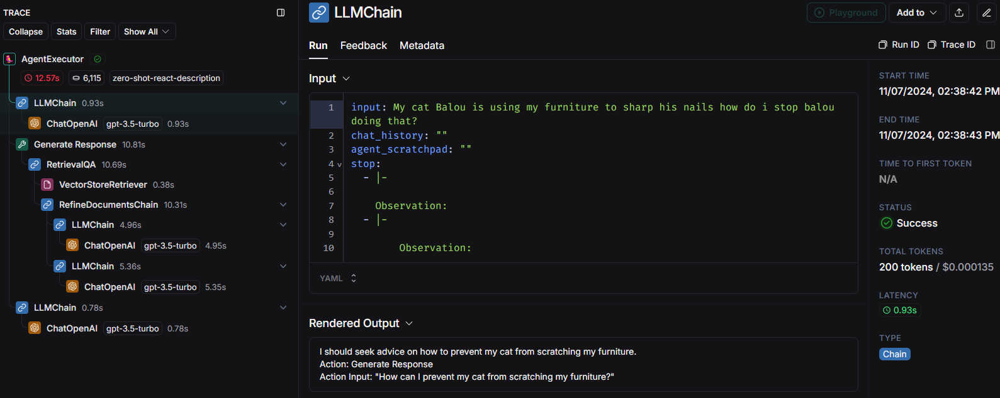 TRACE
Collapse Stats Filter Show All
AgentExecutor
12.57s 6,115 zero-shot-react-description
LLMChain 0.93s
ChatOpenAI gpt-3.5-turbo 0.93s
Generate Response 10.81s
RetrievalQA 10.69s
VectorStoreRetriever 0.38s
RefineDocumentsChain 10.31s
LLMChain 4.96s
ChatOpenAI gpt-3.5-turbo 4.95s
LLMChain 5.36s
ChatOpenAI gpt-3.5-turbo 5.35s
LLMChain 0.78s
ChatOpenAI gpt-3.5-turbo 0.78s
LLMChain
Playground Add to
Run Feedback Metadata
Run ID Trace ID
Input
1 input: My cat Balou is using my furniture to sharp his nails how do i stop balou
doing that?
2 chat_history: ""
3 agent_scratchpad: ""
4 stop:
5 - |-
6
7 Observation:
8 - |-
9
10 Observation:
YAML
Rendered Output
I should seek advice on how to prevent my cat from scratching my furniture.
Action: Generate Response
Action Input: "How can I prevent my cat from scratching my furniture?"
START TIME
11/07/2024, 02:38:42 PM
END TIME
11/07/2024, 02:38:43 PM
TIME TO FIRST TOKEN
N/A
STATUS
Success
TOTAL TOKENS
200 tokens / $0.000135
LATENCY
0.93s
TYPE
Chain